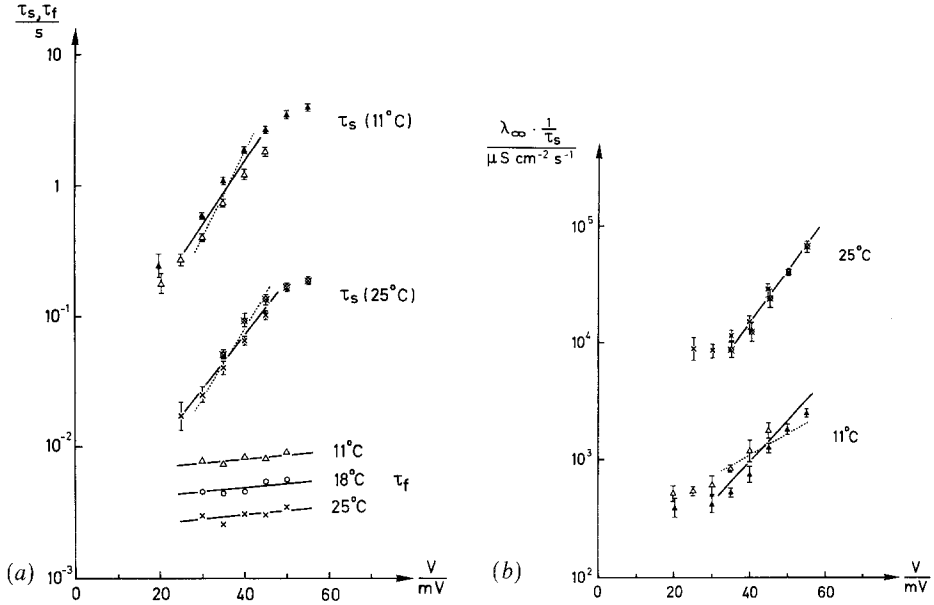 τs, τf
s
10
1
10⁻¹
10⁻²
10⁻³
τs (11°C)
τs (25°C)
11°C
18°C
25°C
τf
0 20 40 60
V
mV
(a)
λ∞ · 1/τs
μS cm⁻² s⁻¹
10⁵
10⁴
10³
10²
25°C
11°C
0 20 40 60
V
mV
(b)